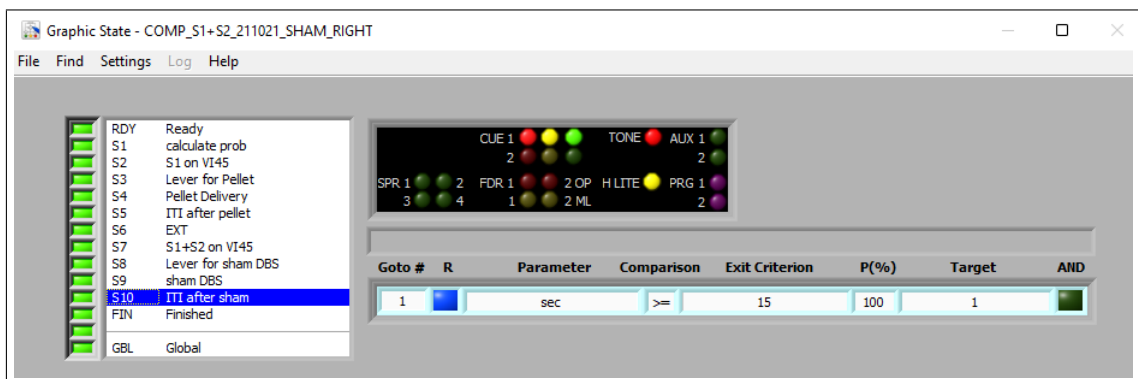 Graphic State - COMP_S1+S2_211021_SHAM_RIGHT
File Find Settings Log Help
RDY Ready
S1 calculate prob
S2 S1 on VI45
S3 Lever for Pellet
S4 Pellet Delivery
S5 ITI after pellet
S6 EXT
S7 S1+S2 on VI45
S8 Lever for sham DBS
S9 sham DBS
S10 ITI after sham
FIN Finished
GBL Global
CUE 1 TONE AUX 1
2 2
SPR 1 2 FDR 1 2 OP H LITE PRG 1
3 4 1 2 ML 2
Goto # R Parameter Comparison Exit Criterion P(%) Target AND
1 sec >= 15 100 1